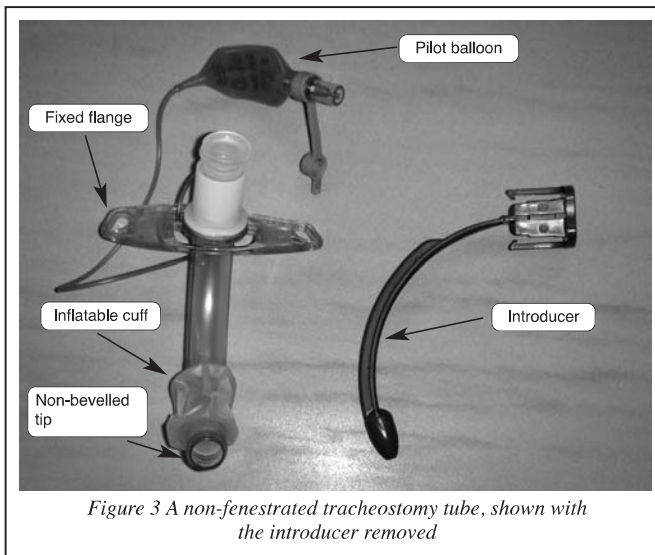 Pilot balloon
Fixed flange
Inflatable cuff
Introducer
Non-bevelled
tip
Figure 3 A non-fenestrated tracheostomy tube, shown with
the introducer removed